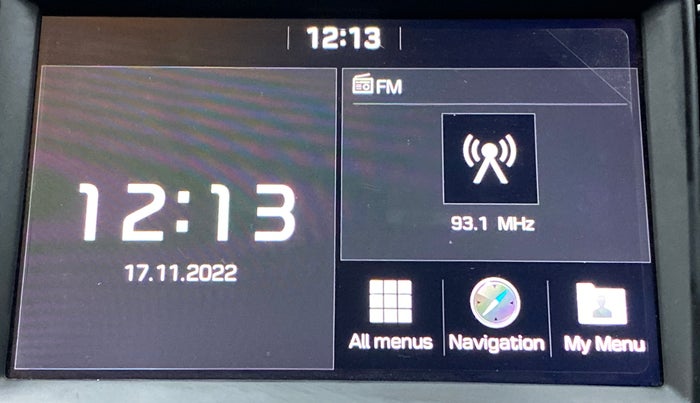 12:13
12:13
17.11.2022
FM
93.1 MHz
All menus
Navigation
My Menu